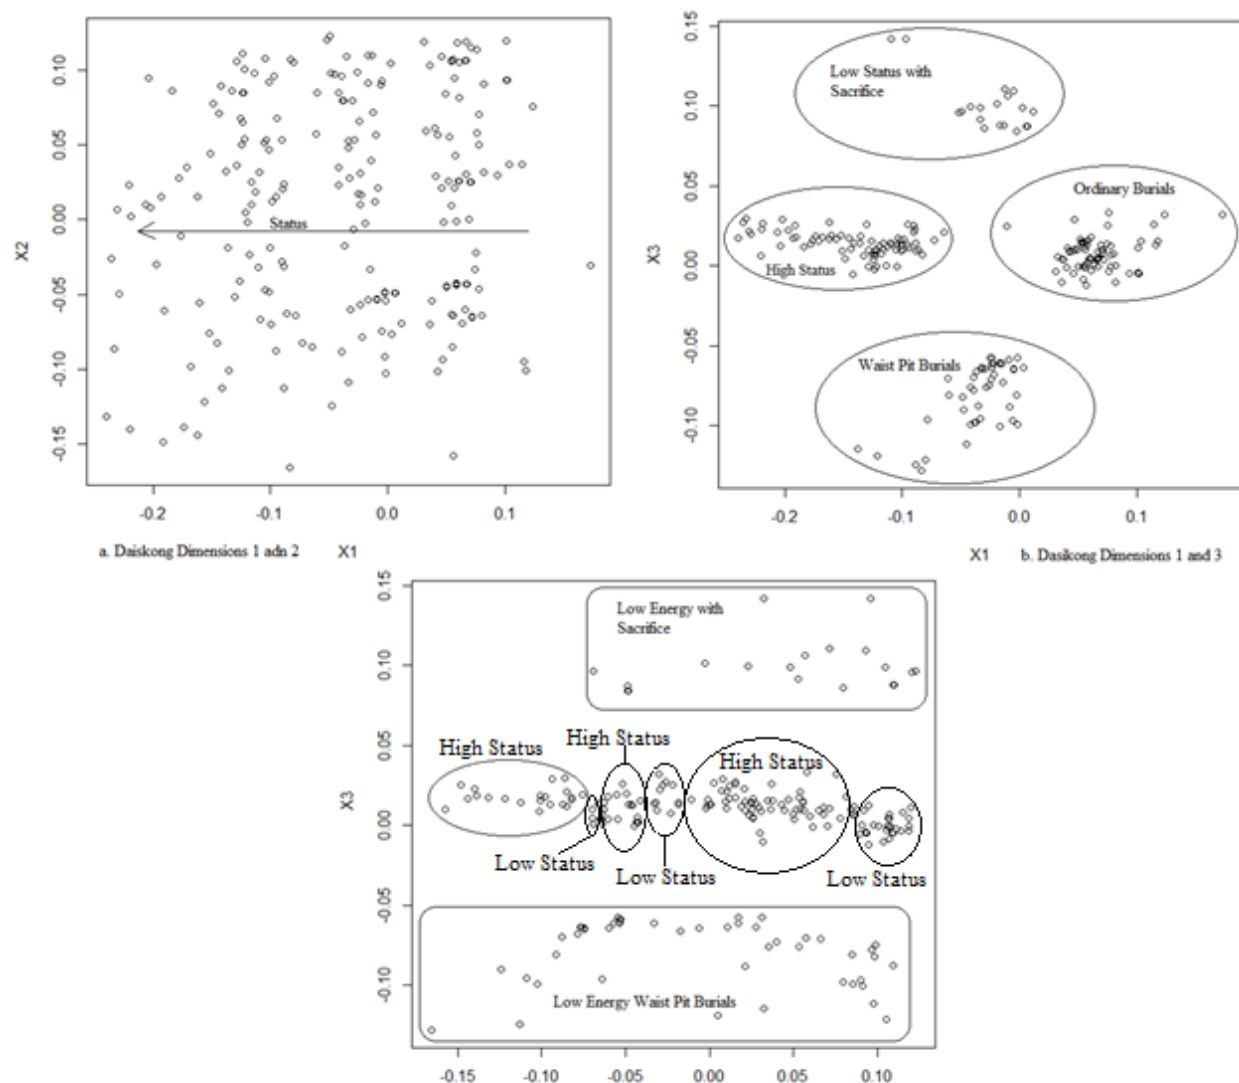 0.10
0.05
0.00
-0.05
-0.10
-0.15
X2
Status
-0.2
-0.1
0.0
0.1
a. Daiskong Dimensions 1 adn 2
X1
0.15
0.10
0.05
0.00
-0.05
-0.10
X3
Low Status with
Sacrifice
Ordinary Burials
High Status
Waist Pit Burials
-0.2
-0.1
0.0
0.1
X1
b. Dasikong Dimensions 1 and 3
0.15
0.10
0.05
0.00
-0.05
-0.10
X3
Low Energy with
Sacrifice
High Status
High Status
High Status
Low Status
Low Status
Low Status
Low Energy Waist Pit Burials
-0.15
-0.10
-0.05
0.00
0.05
0.10